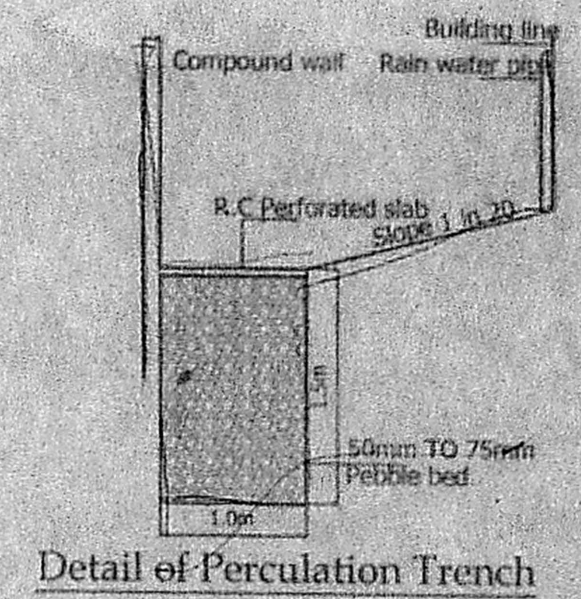 Building line
Compound wall
Rain water pipe
R.C Perforated slab
Slope 1 in 20
1.5m
50mm TO 75mm
Pebble bed
1.0m
Detail of Perculation Trench